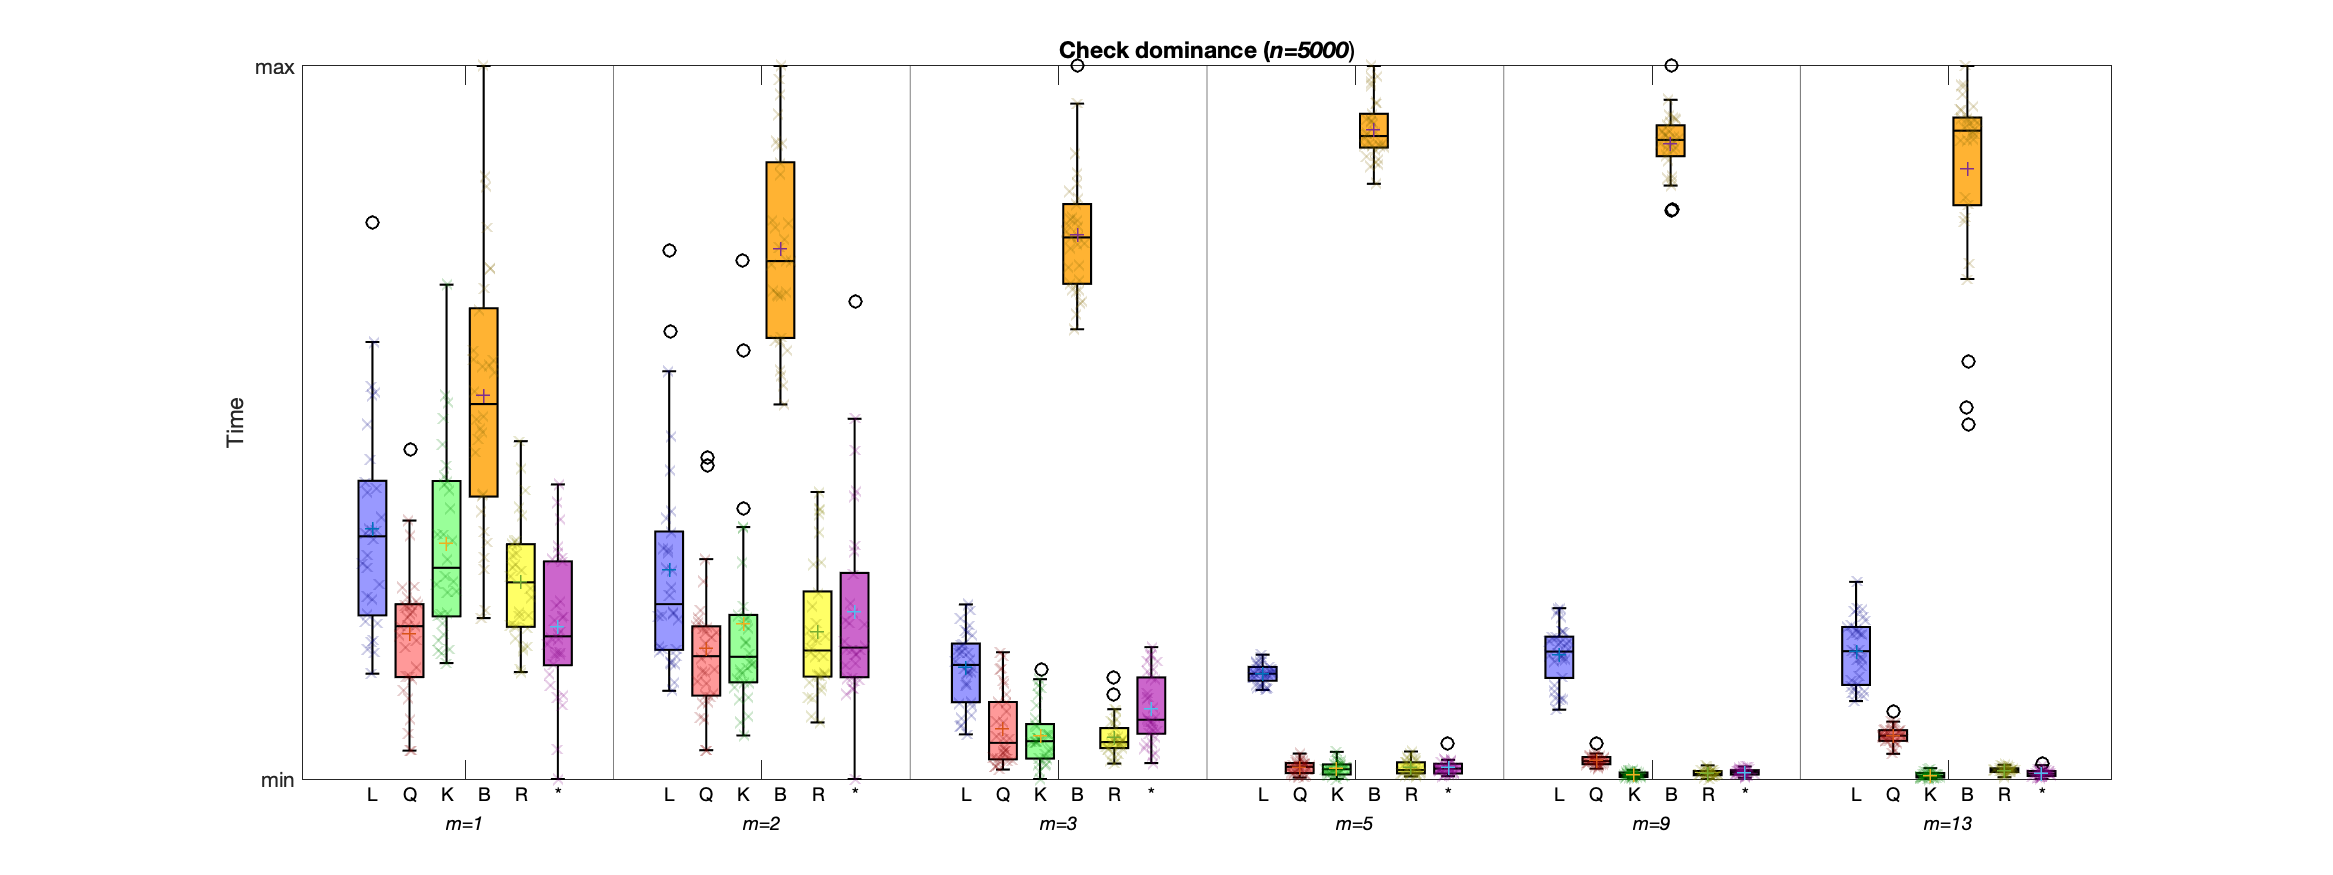 Check dominance (n=5000)
max
Time
min
L Q K B R * L Q K B R * L Q K B R * L Q K B R * L Q K B R * L Q K B R *
m=1 m=2 m=3 m=5 m=9 m=13